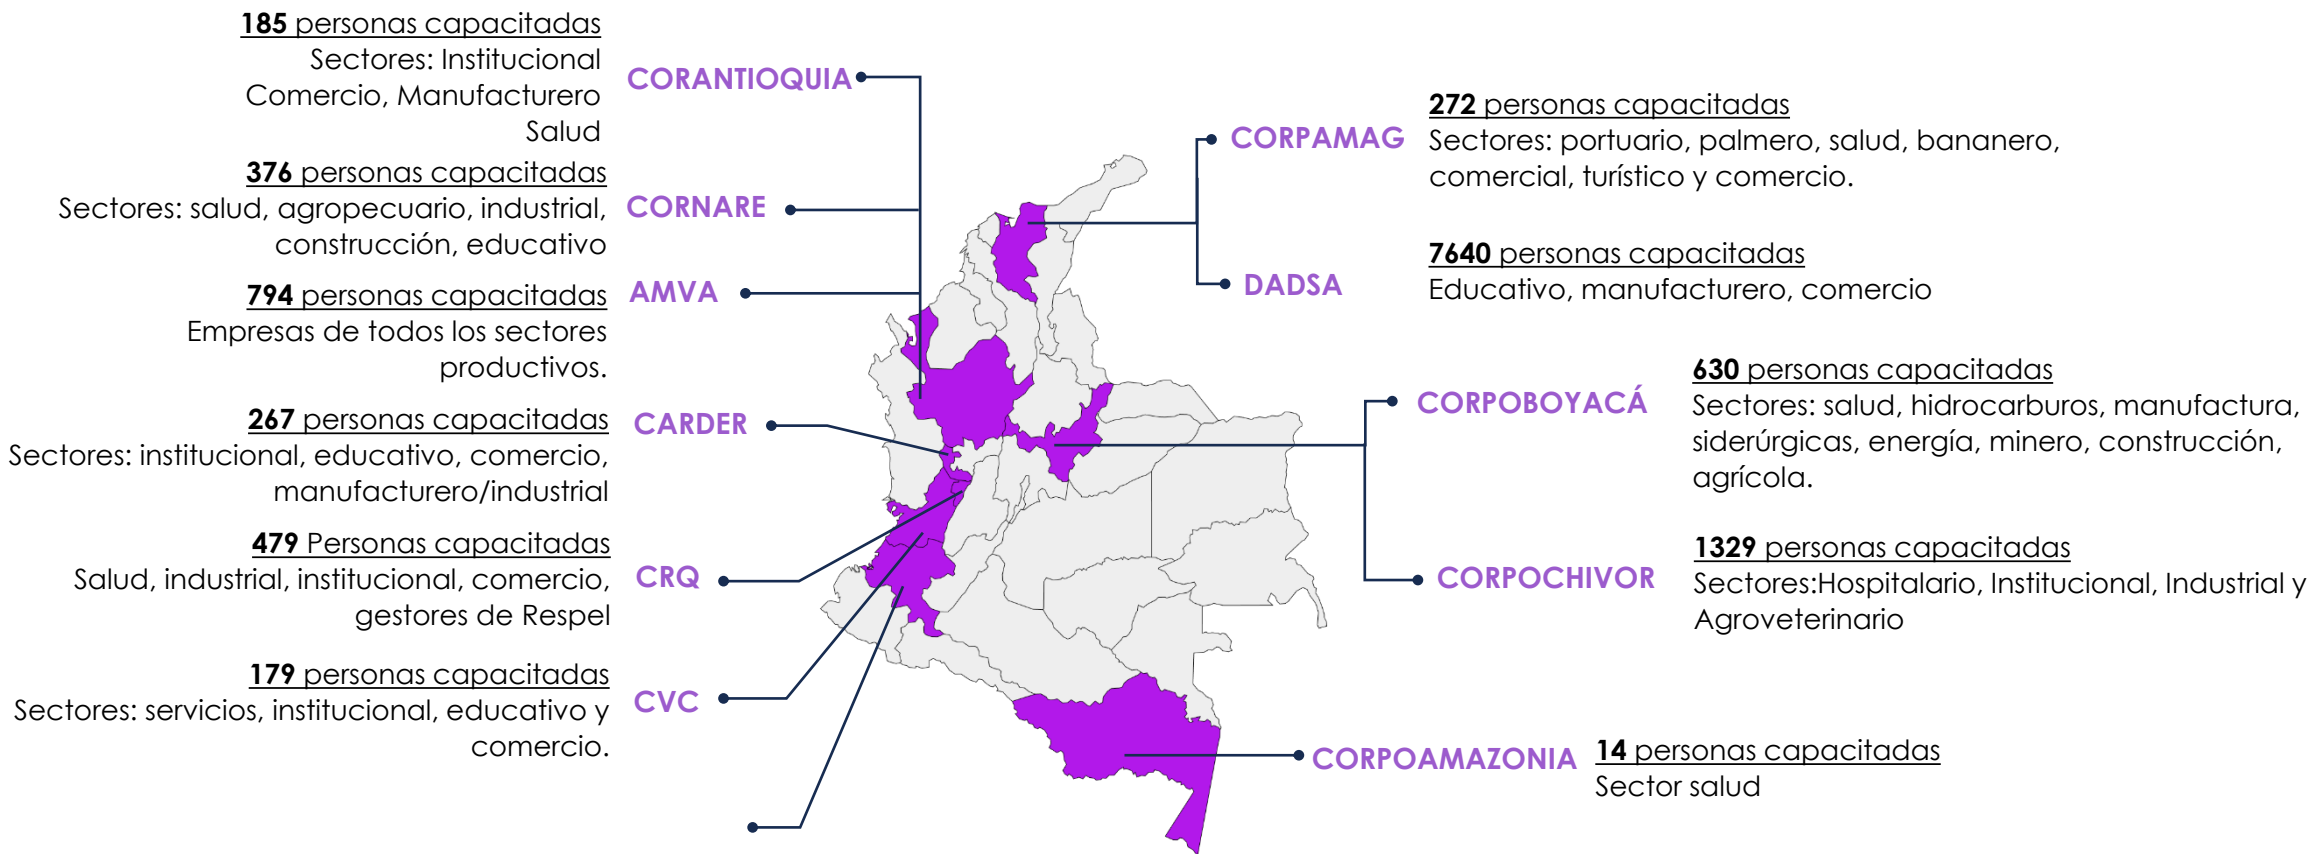 185 personas capacitadas
Sectores: Institucional
Comercio, Manufacturero
Salud
CORANTIOQUIA
376 personas capacitadas
Sectores: salud, agropecuario, industrial,
construcción, educativo
CORNARE
794 personas capacitadas
Empresas de todos los sectores
productivos.
AMVA
267 personas capacitadas
Sectores: institucional, educativo, comercio,
manufacturero/industrial
CARDER
479 Personas capacitadas
Salud, industrial, institucional, comercio,
gestores de Respel
CRQ
179 personas capacitadas
Sectores: servicios, institucional, educativo y
comercio.
CVC
CORPAMAG
272 personas capacitadas
Sectores: portuario, palmero, salud, bananero,
comercial, turístico y comercio.
DADSA
7640 personas capacitadas
Educativo, manufacturero, comercio
CORPOBOYACÁ
630 personas capacitadas
Sectores: salud, hidrocarburos, manufactura,
siderúrgicas, energía, minero, construcción,
agrícola.
CORPOCHIVOR
1329 personas capacitadas
Sectores:Hospitalario, Institucional, Industrial y
Agroveterinario
CORPOAMAZONIA
14 personas capacitadas
Sector salud